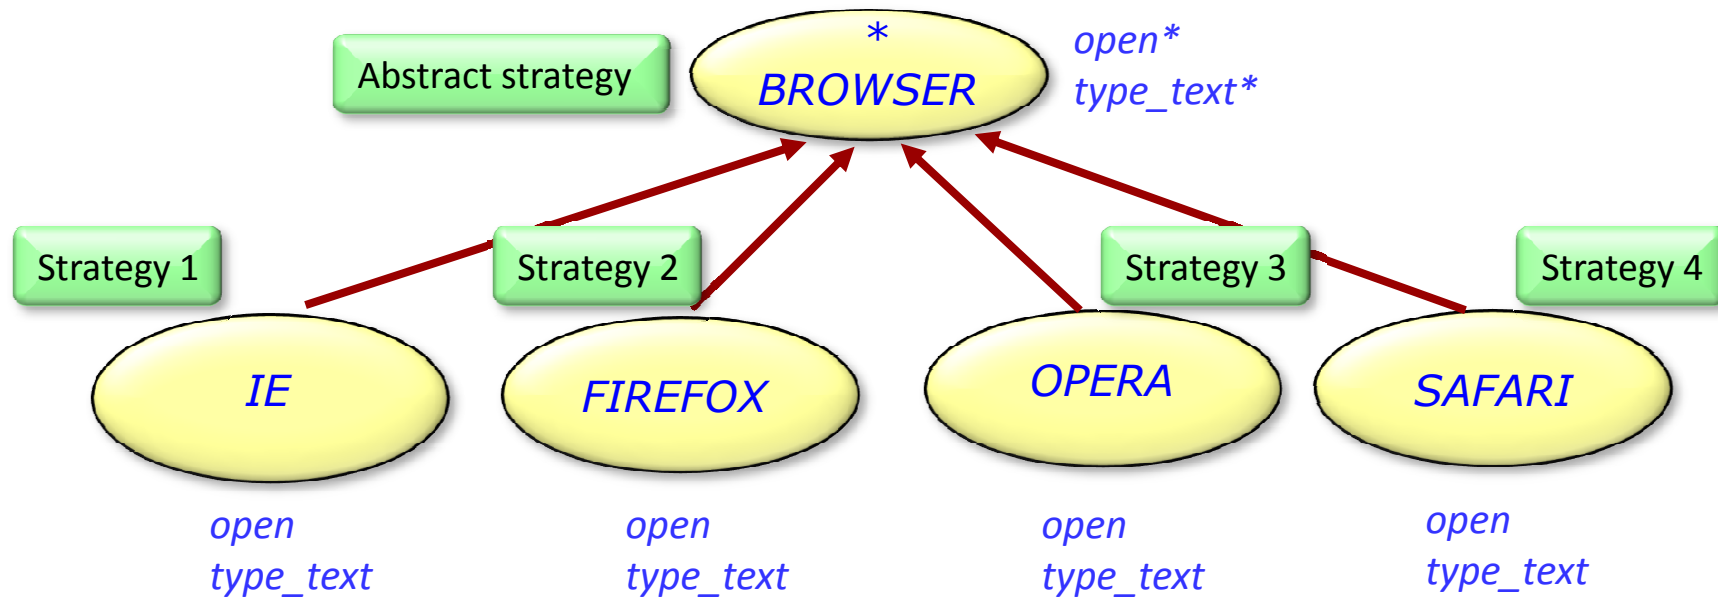 *
open*
Abstract strategy
BROWSER
type_text*
Strategy 1
Strategy 2
Strategy 3
Strategy 4
IE
FIREFOX
OPERA
SAFARI
open
type_text
open
type_text
open
type_text
open
type_text